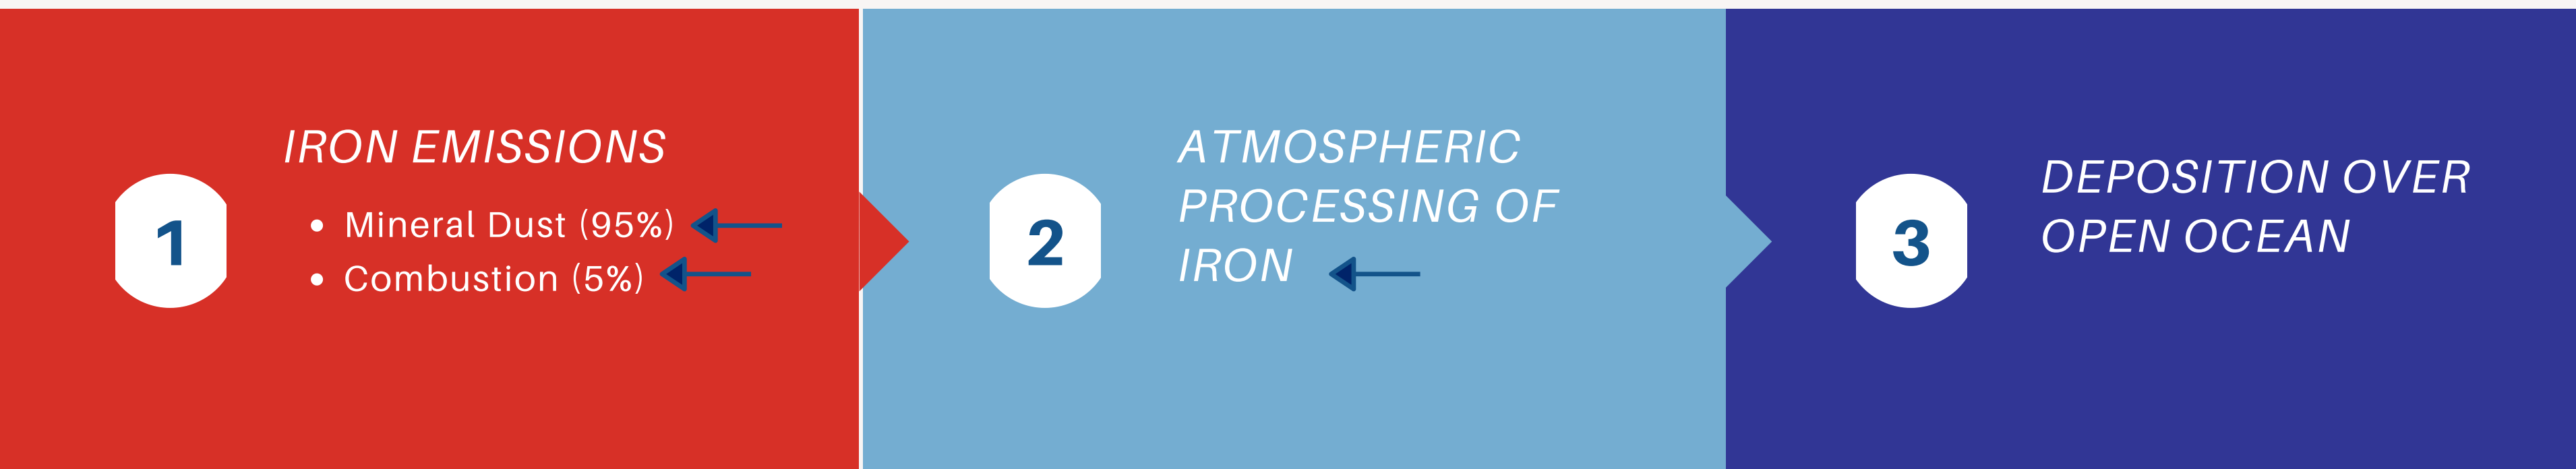 1
IRON EMISSIONS
• Mineral Dust (95%)
• Combustion (5%)
2
ATMOSPHERIC
PROCESSING OF
IRON
3
DEPOSITION OVER
OPEN OCEAN